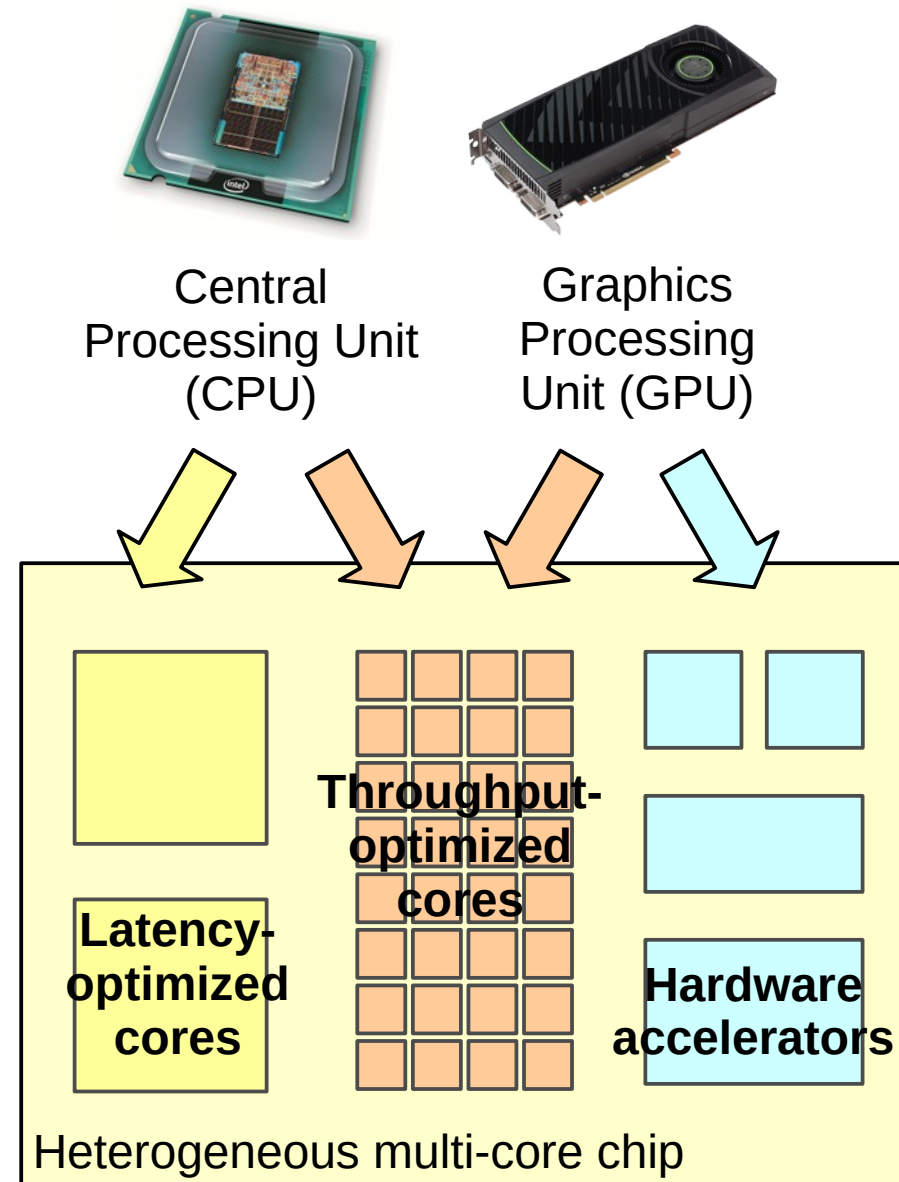 intel
Central
Processing Unit
(CPU)
Graphics
Processing
Unit (GPU)
Throughput-
optimized
cores
Latency-
optimized
cores
Hardware
accelerators
Heterogeneous multi-core chip